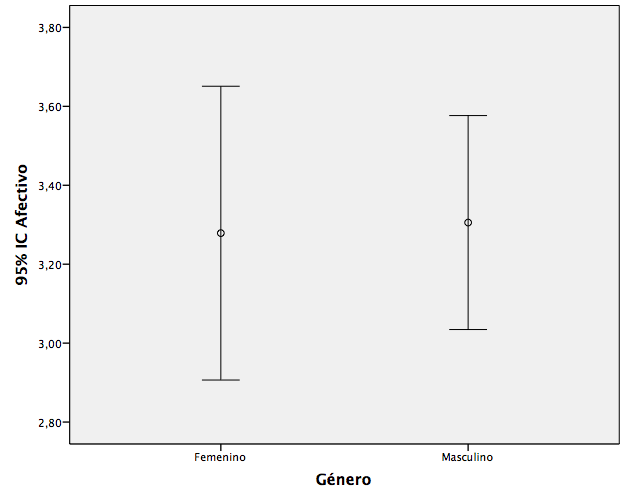 3,80
3,60
3,40
3,20
3,00
2,80
95% IC Afectivo
Femenino
Masculino
Género